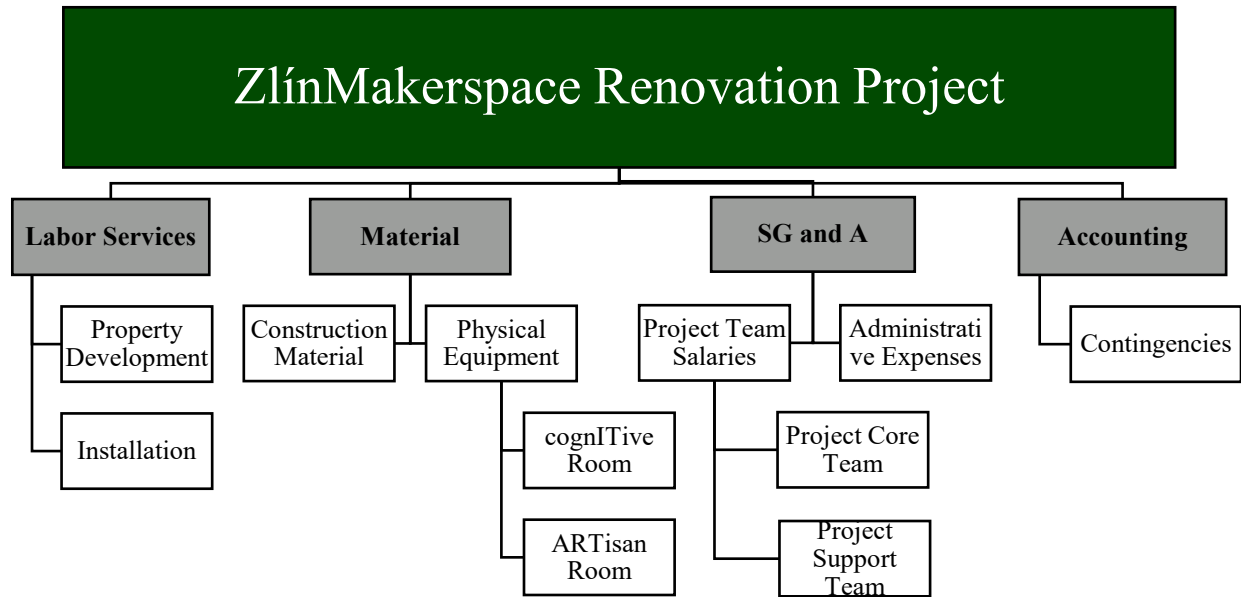 ZlínMakerspace Renovation Project
Labor Services
Material
SG and A
Accounting
Property
Development
Construction
Material
Physical
Equipment
Project Team
Salaries
Administrati
ve Expenses
Contingencies
Installation
cognITive
Room
Project Core
Team
ARTisan
Room
Project
Support
Team